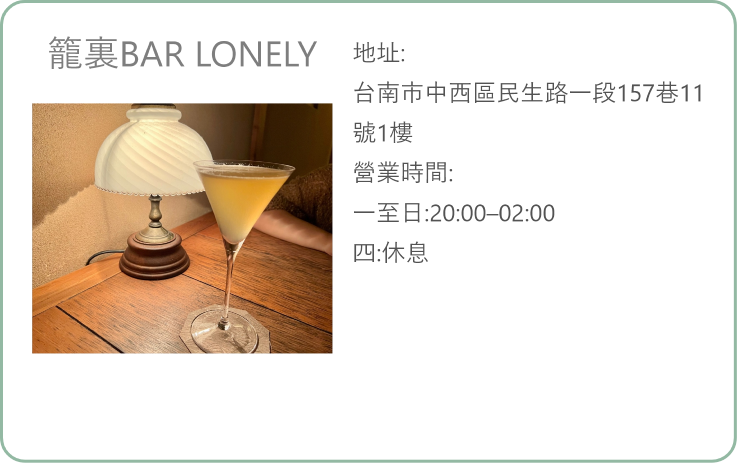 籠裏BAR LONELY
地址:
台南市中西區民生路一段157巷11
號1樓
營業時間:
一至日:20:00–02:00
四:休息